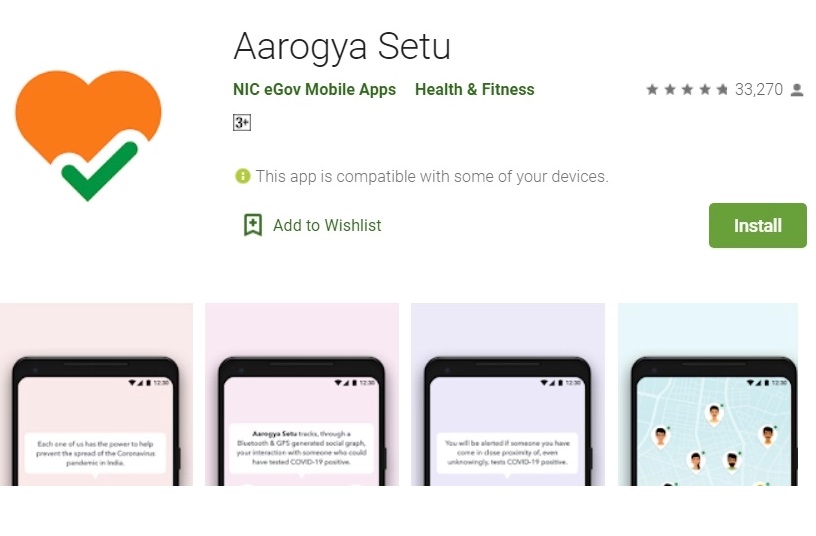 Aarogya Setu
NIC eGov Mobile Apps Health & Fitness 33,270
3+
This app is compatible with some of your devices.
Add to Wishlist
Install
12:30
Each one of us has the power to help
prevent the spread of the Coronavirus
pandemic in India.
12:30
Aarogya Setu tracks, through a
Bluetooth & GPS generated social graph,
your interaction with someone who could
have tested COVID-19 positive.
12:30
You will be alerted if someone you have
come in close proximity of, even
unknowingly, tests COVID-19 positive.
12:30